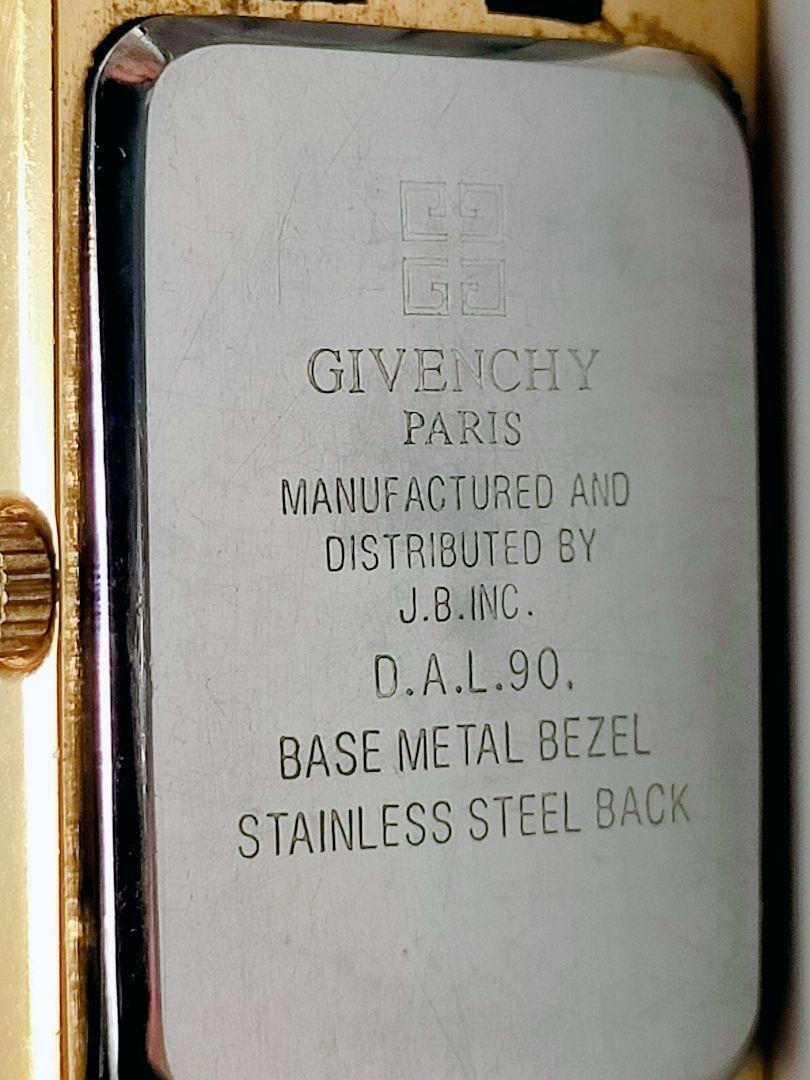 GIVENCHY
PARIS
MANUFACTURED AND
DISTRIBUTED BY
J.B.INC.
D.A.L.90.
BASE METAL BEZEL
STAINLESS STEEL BACK